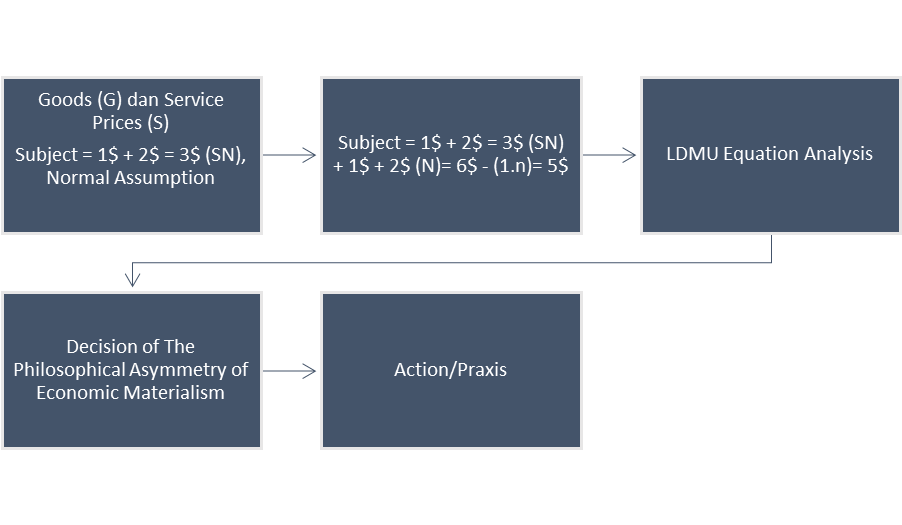 Goods (G) dan Service
Prices (S)
Subject = 1$ + 2$ = 3$ (SN),
Normal Assumption
Subject = 1$ + 2$ = 3$ (SN)
+ 1$ + 2$ (N)= 6$ - (1.n)= 5$
LDMU Equation Analysis
Decision of The
Philosophical Asymmetry of
Economic Materialism
Action/Praxis